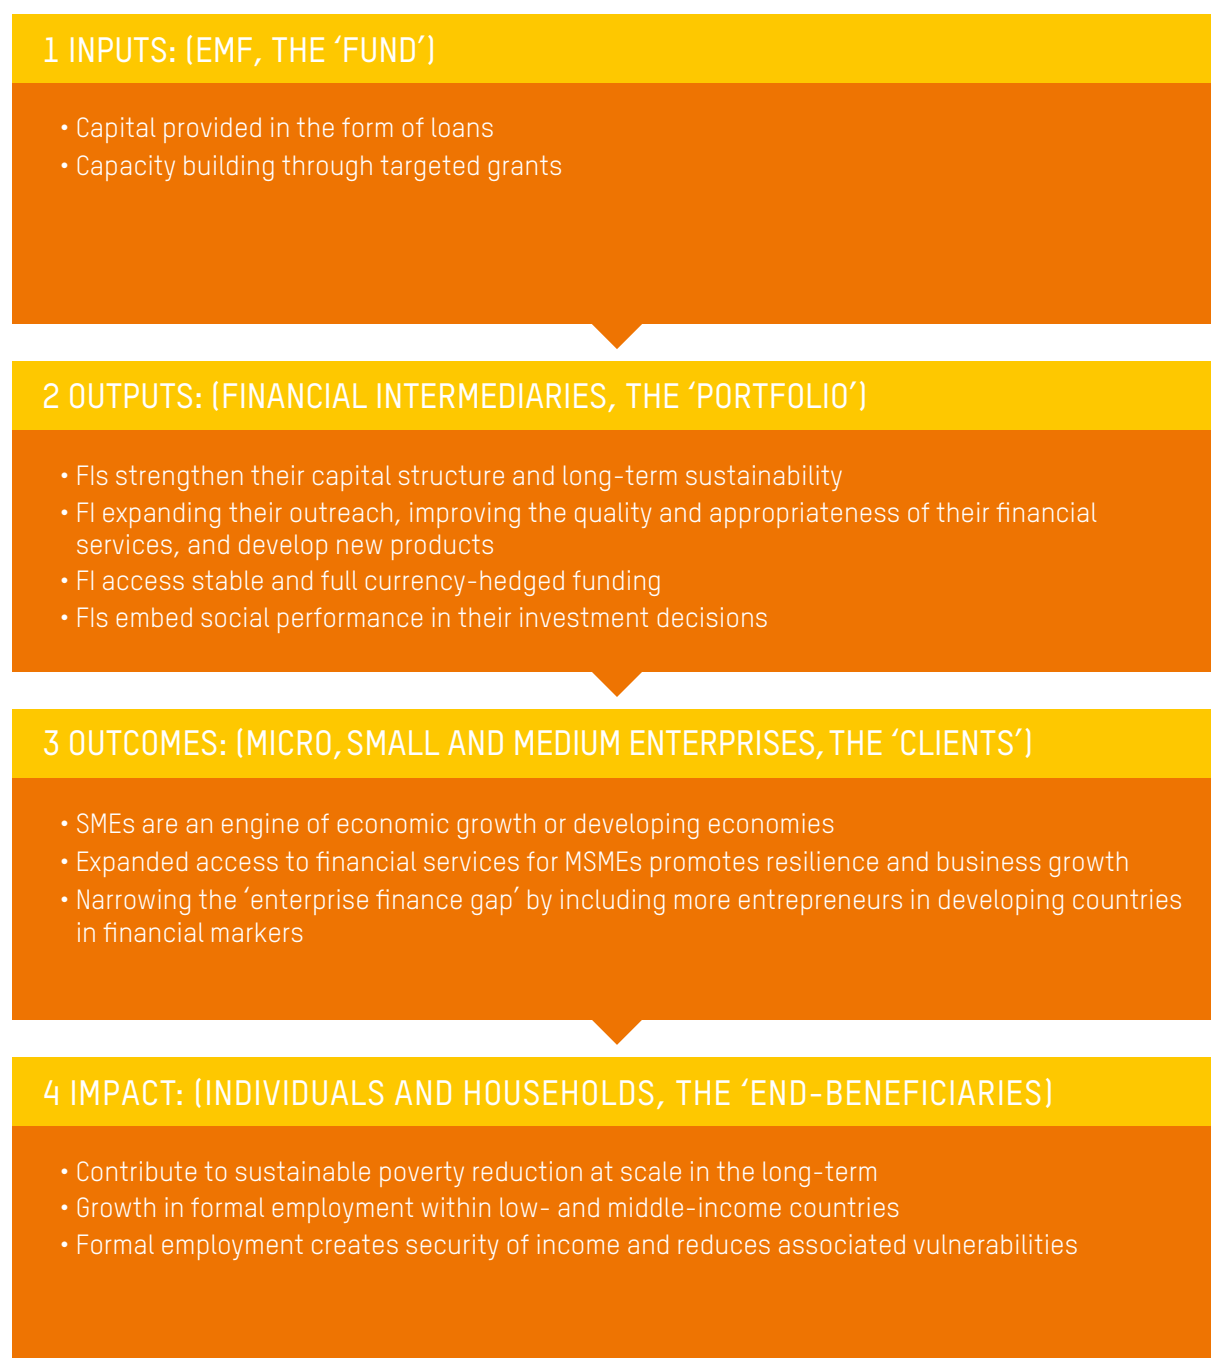 1 INPUTS: (EMF, THE ‘FUND’)
• Capital provided in the form of loans
• Capacity building through targeted grants
2 OUTPUTS: (FINANCIAL INTERMEDIARIES, THE ‘PORTFOLIO’)
• FIs strengthen their capital structure and long-term sustainability
• FI expanding their outreach, improving the quality and appropriateness of their financial
services, and develop new products
• FI access stable and full currency-hedged funding
• FIs embed social performance in their investment decisions
3 OUTCOMES: (MICRO, SMALL AND MEDIUM ENTERPRISES, THE ‘CLIENTS’)
• SMEs are an engine of economic growth or developing economies
• Expanded access to financial services for MSMEs promotes resilience and business growth
• Narrowing the ‘enterprise finance gap’ by including more entrepreneurs in developing countries
in financial markers
4 IMPACT: (INDIVIDUALS AND HOUSEHOLDS, THE ‘END-BENEFICIARIES)
• Contribute to sustainable poverty reduction at scale in the long-term
• Growth in formal employment within low- and middle-income countries
• Formal employment creates security of income and reduces associated vulnerabilities